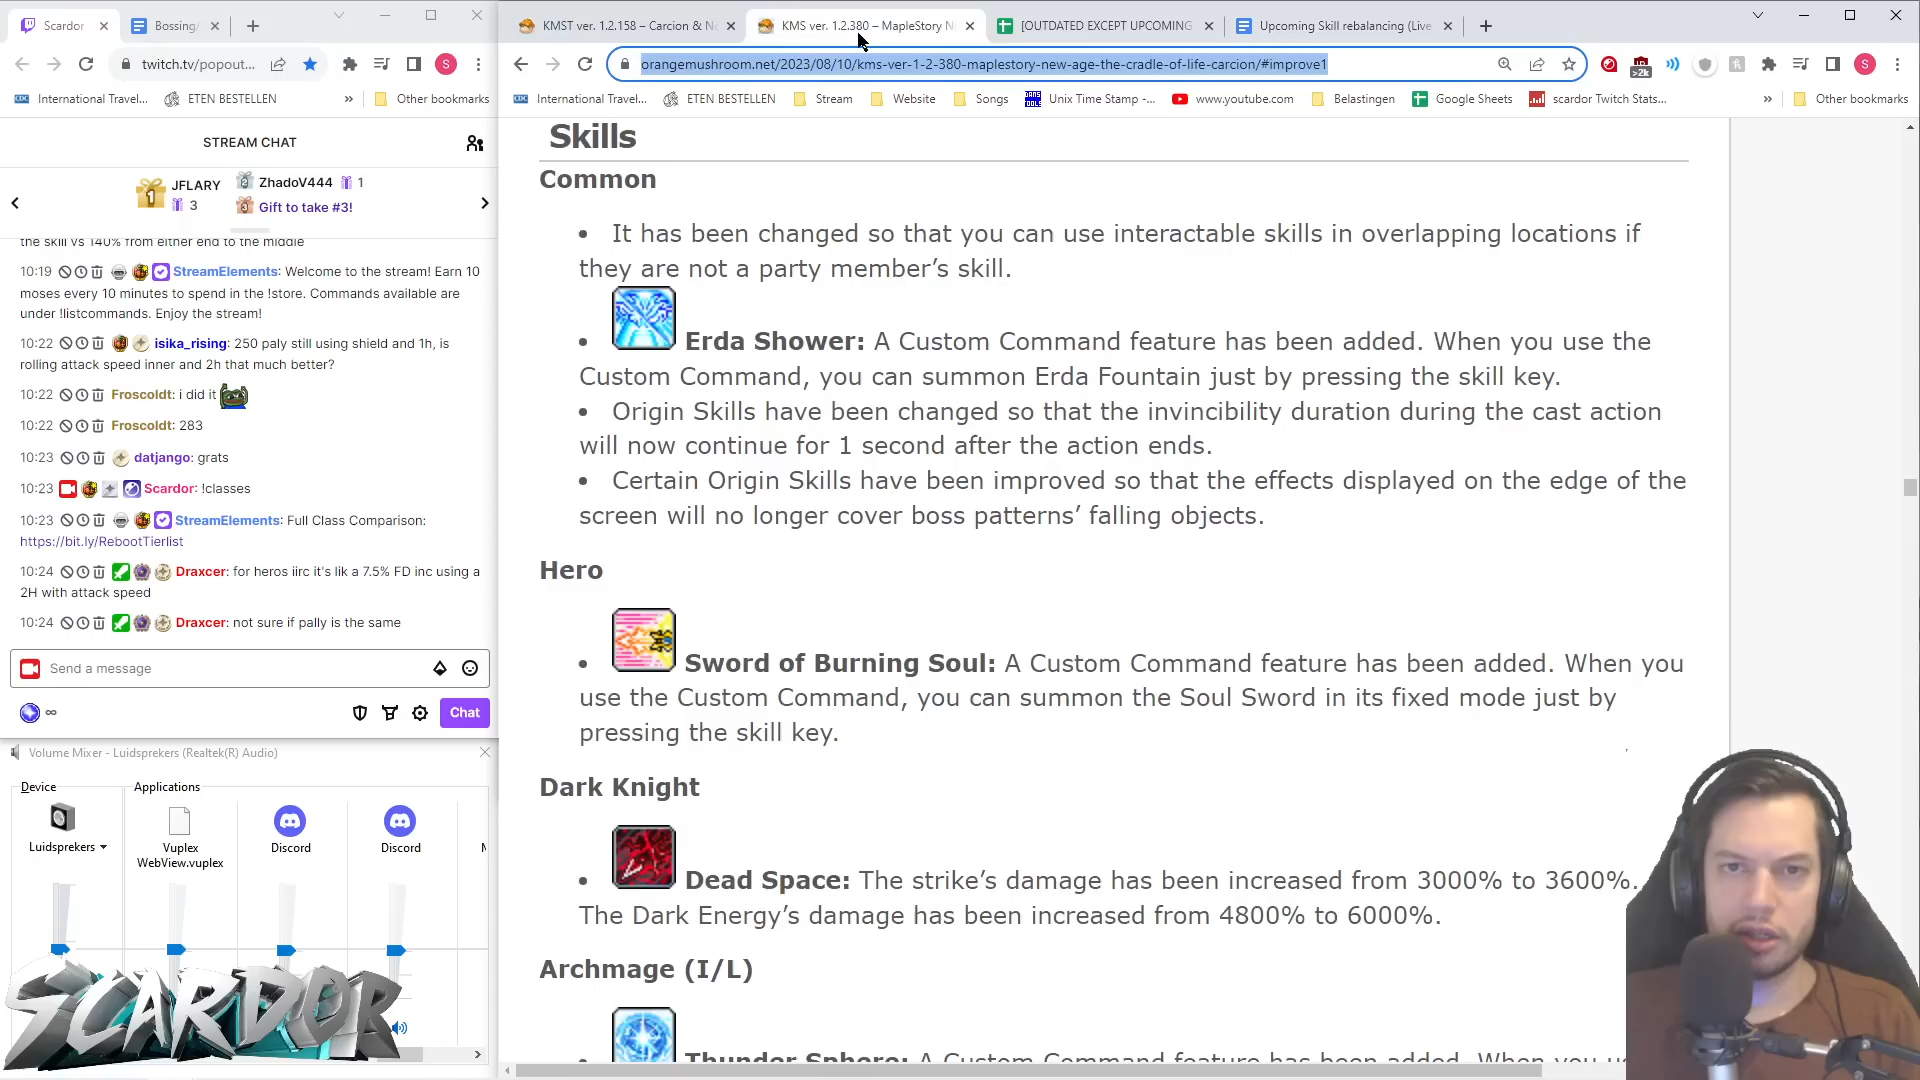 Scardor
Bossing/
KMST ver. 1.2.158 – Carcion & N
KMS ver. 1.2.380 – MapleStory N
[OUTDATED EXCEPT UPCOMING
Upcoming Skill rebalancing (Live
twitch.tv/popout...
orangemushroom.net/2023/08/10/kms-ver-1-2-380-maplestory-new-age-the-cradle-of-life-carcion/#improve1
>2k
S
S
International Travel...
ETEN BESTELLEN
»
Other bookmarks
International Travel...
ETEN BESTELLEN
Stream
Website
Songs
Unix Time Stamp -...
www.youtube.com
Belastingen
Google Sheets
scardor Twitch Stats...
»
Other bookmarks
STREAM CHAT
JFLARY
3
ZhadoV444 1
Gift to take #3!
the skill vs 140% from either end to the middle
10:19 StreamElements: Welcome to the stream! Earn 10
moses every 10 minutes to spend in the !store. Commands available are
under !listcommands. Enjoy the stream!
10:22 isika_rising: 250 paly still using shield and 1h, is
rolling attack speed inner and 2h that much better?
10:22 Froscoldt: i did it
10:22 Froscoldt: 283
10:23 datjango: grats
10:23 Scardor: !classes
10:23 StreamElements: Full Class Comparison:
https://bit.ly/RebootTierlist
10:24 Draxcer: for heros iirc it's lik a 7.5% FD inc using a
2H with attack speed
10:24 Draxcer: not sure if pally is the same
Send a message
∞
Chat
Volume Mixer - Luidsprekers (Realtek(R) Audio)
Device
Applications
Luidsprekers
Vuplex
WebView.vuplex
Discord
Discord
SCARDOR
Skills
Common
• It has been changed so that you can use interactable skills in overlapping locations if
they are not a party member’s skill.
• Erda Shower: A Custom Command feature has been added. When you use the
Custom Command, you can summon Erda Fountain just by pressing the skill key.
• Origin Skills have been changed so that the invincibility duration during the cast action
will now continue for 1 second after the action ends.
• Certain Origin Skills have been improved so that the effects displayed on the edge of the
screen will no longer cover boss patterns’ falling objects.
Hero
• Sword of Burning Soul: A Custom Command feature has been added. When you
use the Custom Command, you can summon the Soul Sword in its fixed mode just by
pressing the skill key.
Dark Knight
• Dead Space: The strike’s damage has been increased from 3000% to 3600%.
The Dark Energy’s damage has been increased from 4800% to 6000%.
Archmage (I/L)
• Thunder Sphere: A Custom Command feature has been added. When you u